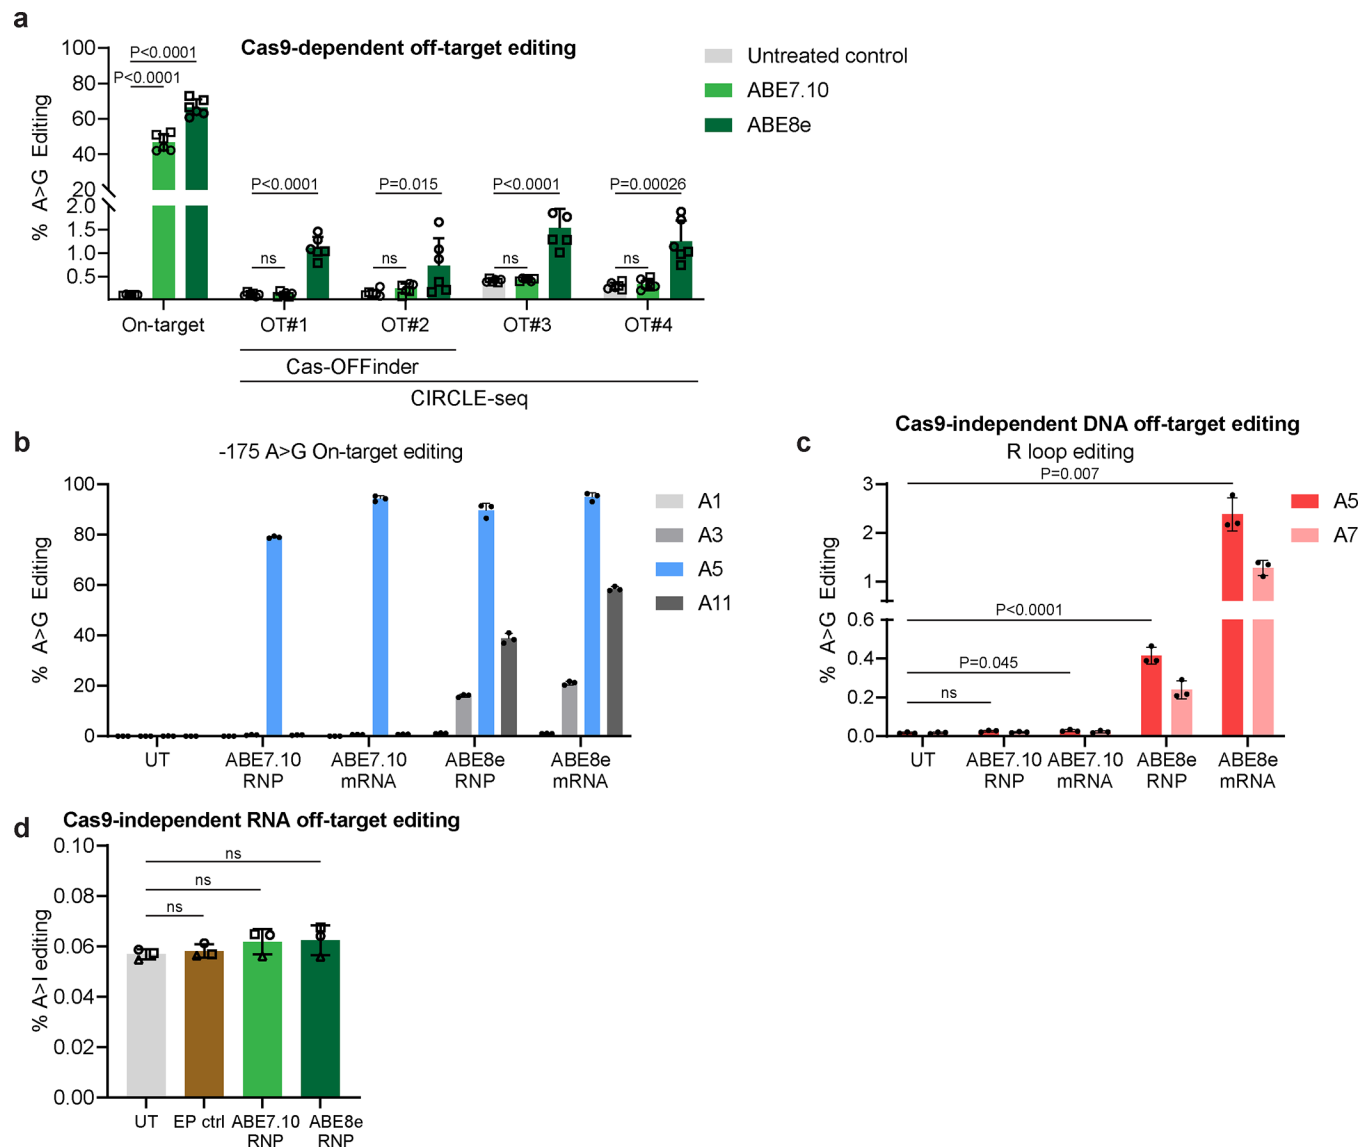 a
Cas9-dependent off-target editing
% A>G Editing
100
80
60
40
20
2.0
1.5
1.0
0.5
P<0.0001
P<0.0001
P<0.0001
P=0.015
P<0.0001
P=0.00026
ns
ns
ns
ns
Untreated control
ABE7.10
ABE8e
On-target
OT#1
OT#2
OT#3
OT#4
Cas-OFFinder
CIRCLE-seq
b
-175 A>G On-target editing
% A>G Editing
100
80
60
40
20
0
A1
A3
A5
A11
UT
ABE7.10
RNP
ABE7.10
mRNA
ABE8e
RNP
ABE8e
mRNA
c
Cas9-independent DNA off-target editing
R loop editing
% A>G Editing
3
2
1
0.6
0.4
0.2
0.0
P=0.007
P<0.0001
P=0.045
ns
A5
A7
UT
ABE7.10
RNP
ABE7.10
mRNA
ABE8e
RNP
ABE8e
mRNA
d
Cas9-independent RNA off-target editing
% A>I editing
0.10
0.08
0.06
0.04
0.02
0.00
ns
ns
ns
UT
EP ctrl
ABE7.10
RNP
ABE8e
RNP